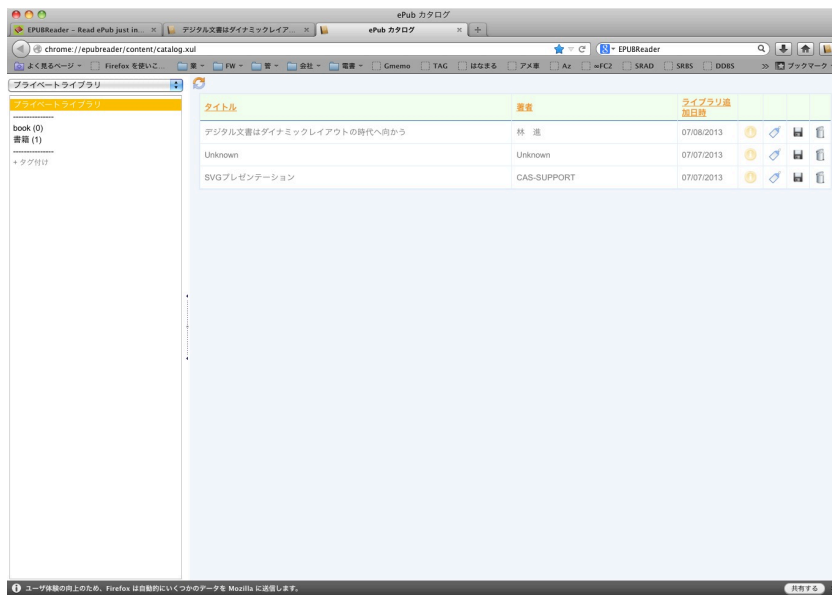 ePub カタログ
EPUBReader - Read ePub just in...
デジタル文書はダイナミックレイア...
ePub カタログ
chrome://epubreader/content/catalog.xul
EPUBReader
よく見るページ
Firefox を使いこ...
FW
会社
電書
Gmemo
TAG
はなまる
アメ車
Az
∞FC2
SRAD
SRBS
DDBS
ブックマーク
プライベートライブラリ
プライベートライブラリ
---------------
book (0)
書籍 (1)
---------------
+ タグ付け
タイトル
著者
ライブラリ追
加日時
デジタル文書はダイナミックレイアウトの時代へ向かう
林 進
07/08/2013
Unknown
Unknown
07/07/2013
SVGプレゼンテーション
CAS-SUPPORT
07/07/2013
ユーザ体験の向上のため、Firefox は自動的にいくつかのデータを Mozilla に送信します。
共有する